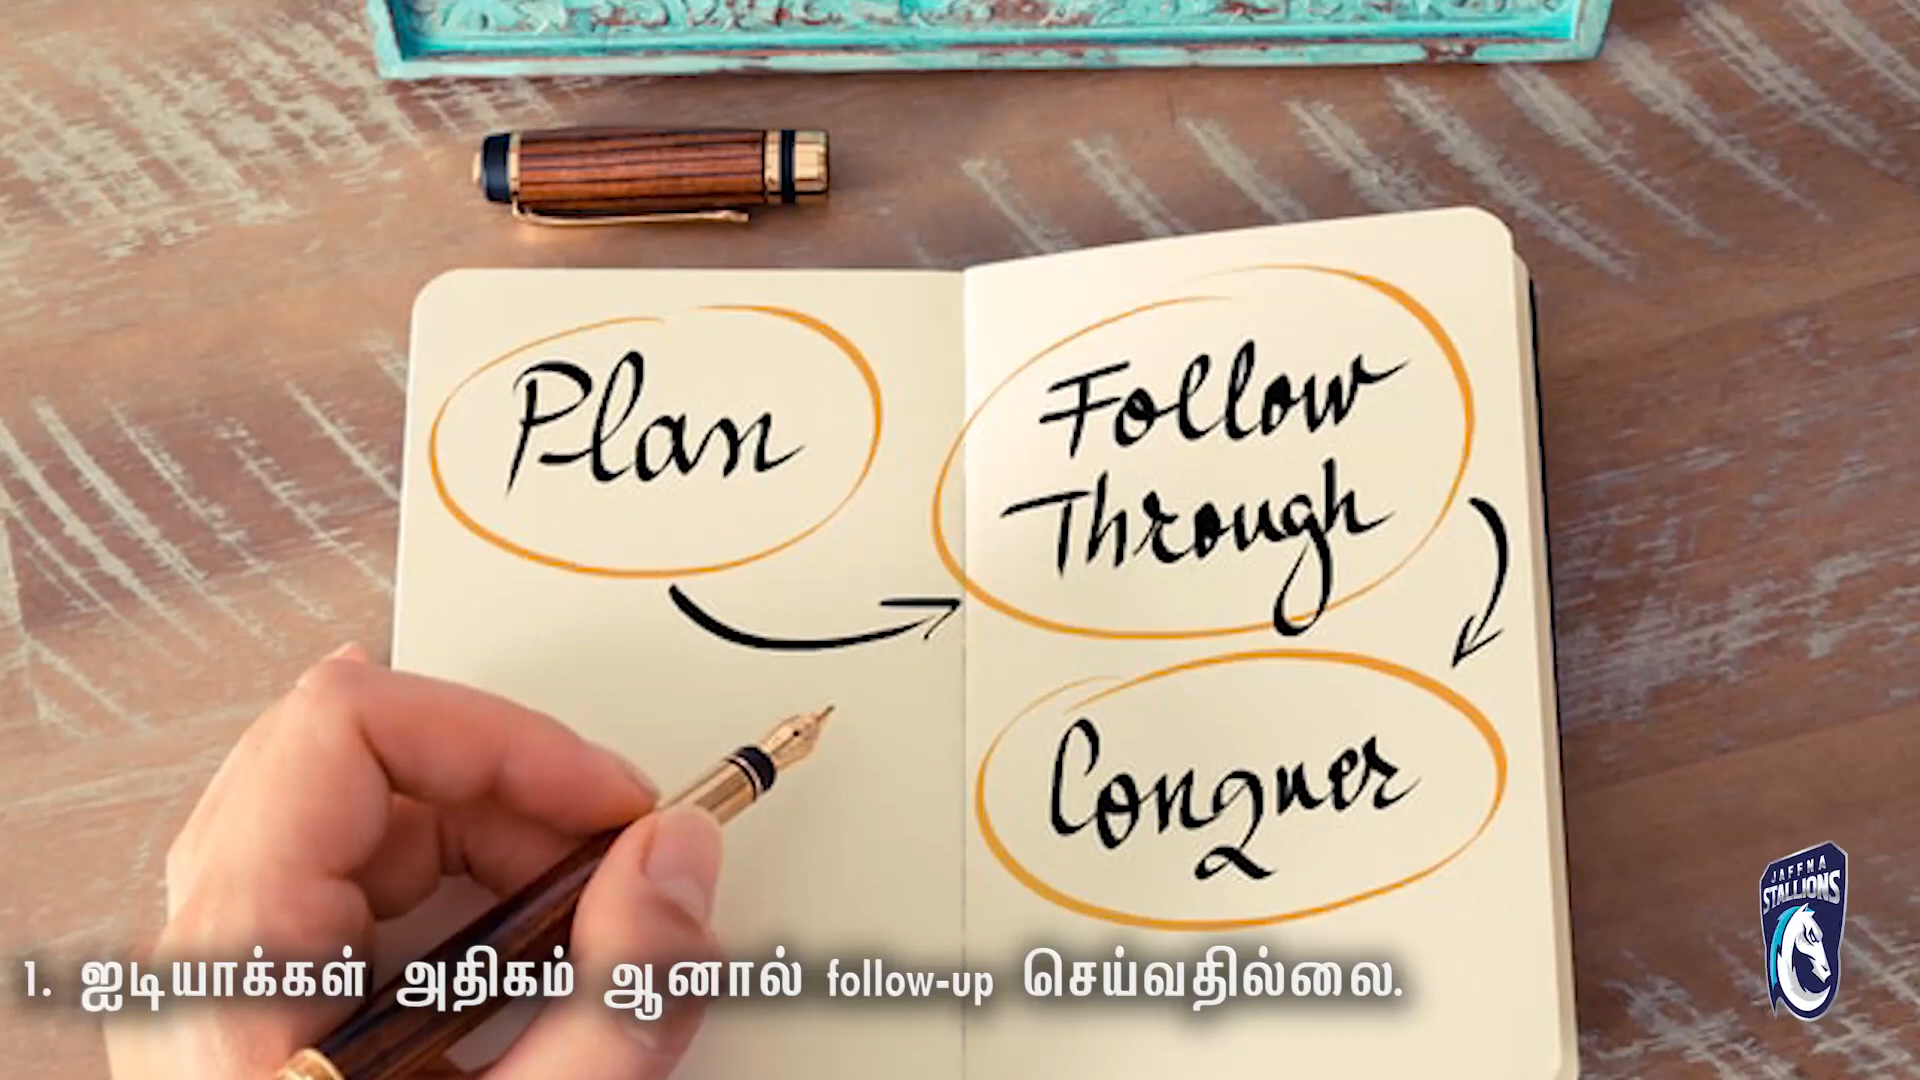 Plan
Follow
Through
Conquer
JAFFNA
STALLIONS
1. ஐடியாக்கள் அதிகம் ஆனால் follow-up செய்வதில்லை.